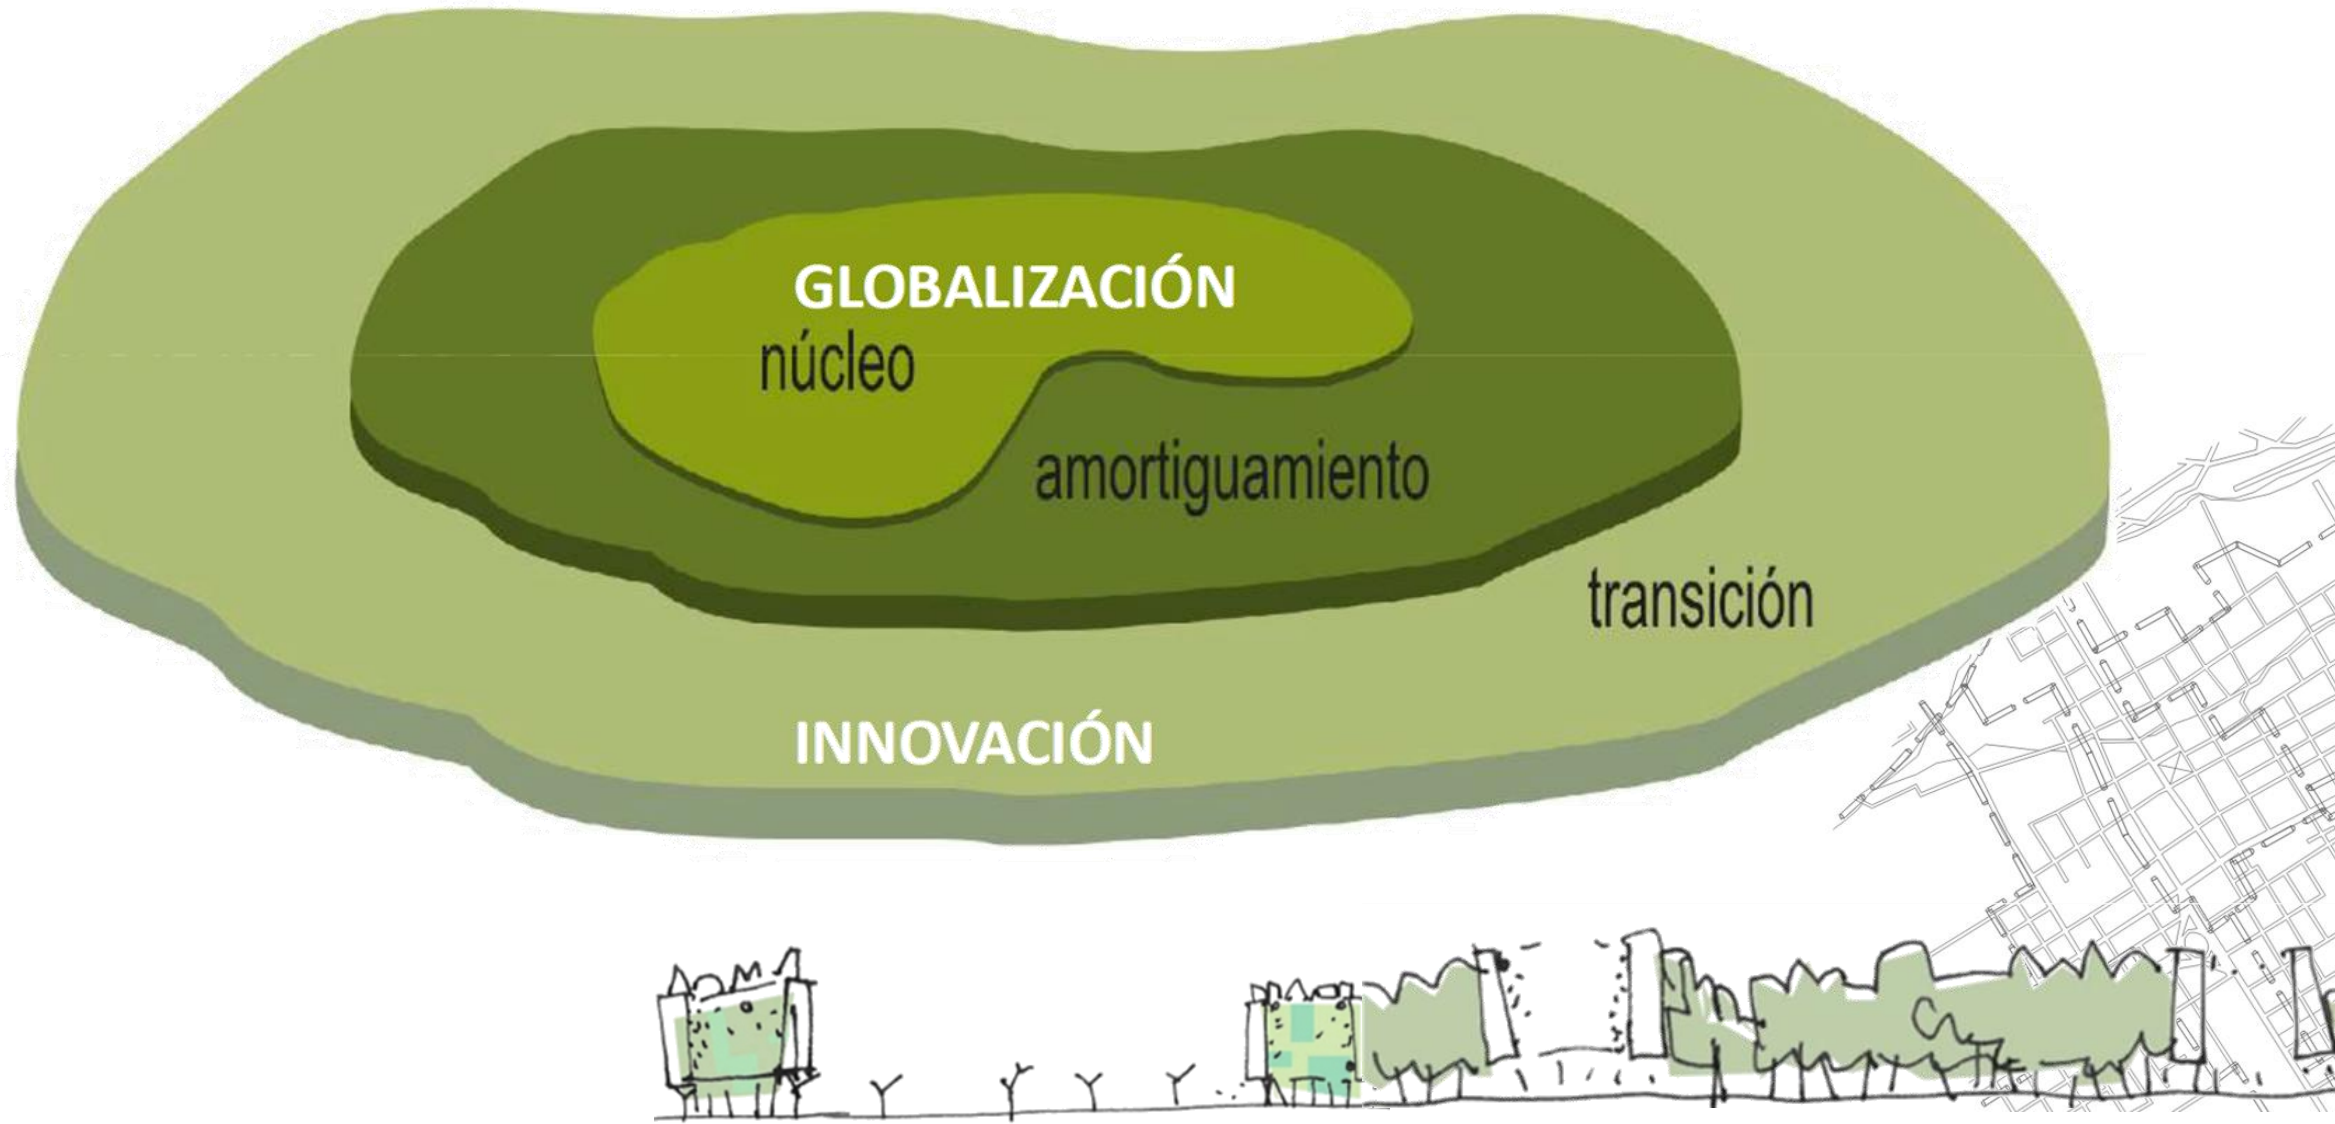 GLOBALIZACIÓN
núcleo
amortiguamiento
transición
INNOVACIÓN